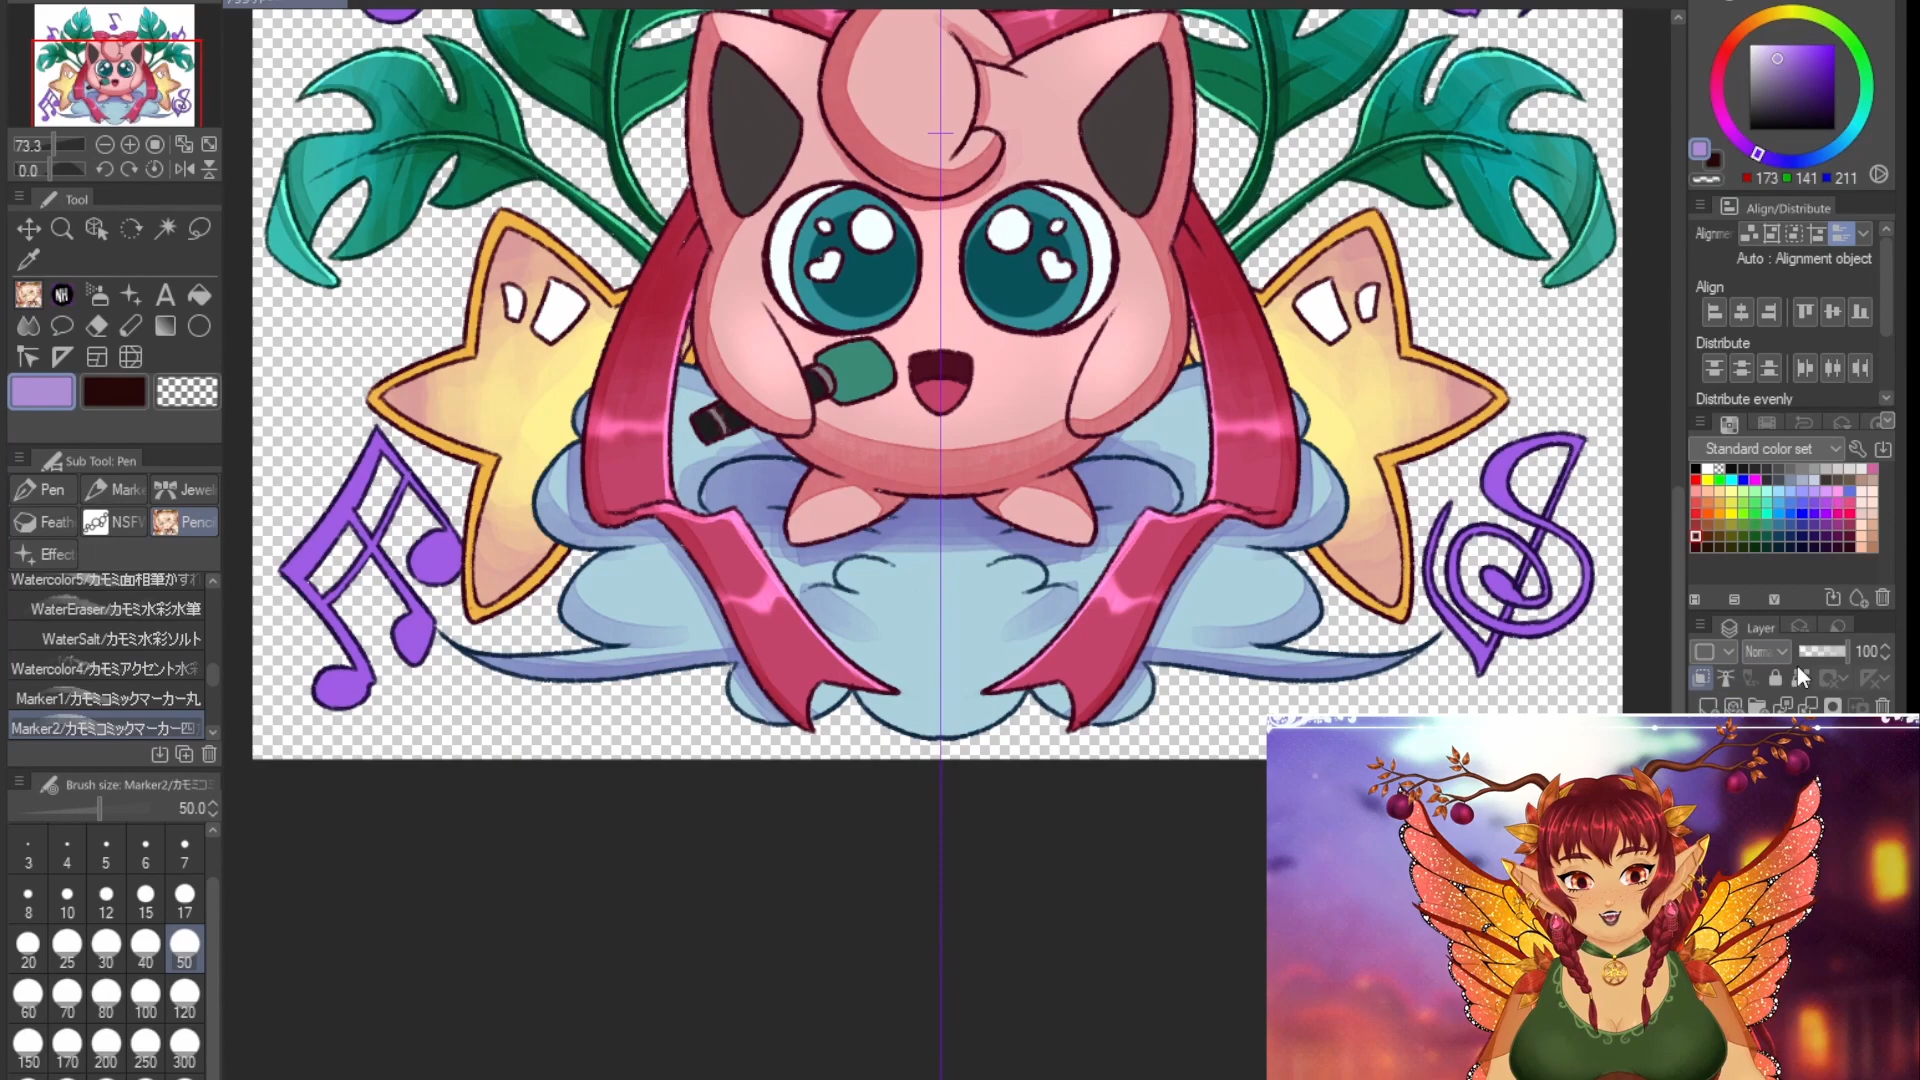 73.3
0.0
Tool
Sub Tool: Pen
Pen
Marke
Jewel
Feath
NSFW
Penci
Effect
Watercolor5/カモミ面相筆かすれ
WaterEraser/カモミ水彩水筆
WaterSalt/カモミ水彩ソルト
Watercolor4/カモミアクセント水彩
Marker1/カモミコミックマーカー丸
Marker2/カモミコミックマーカー四
Brush size: Marker2/カモミコミ
50.0
3 4 5 6 7
8 10 12 15 17
20 25 30 40 50
60 70 80 100 120
150 170 200 250 300
173 141 211
Align/Distribute
Alignmer
Auto : Alignment object
Align
Distribute
Distribute evenly
Standard color set
H S V
Layer
Norm 100